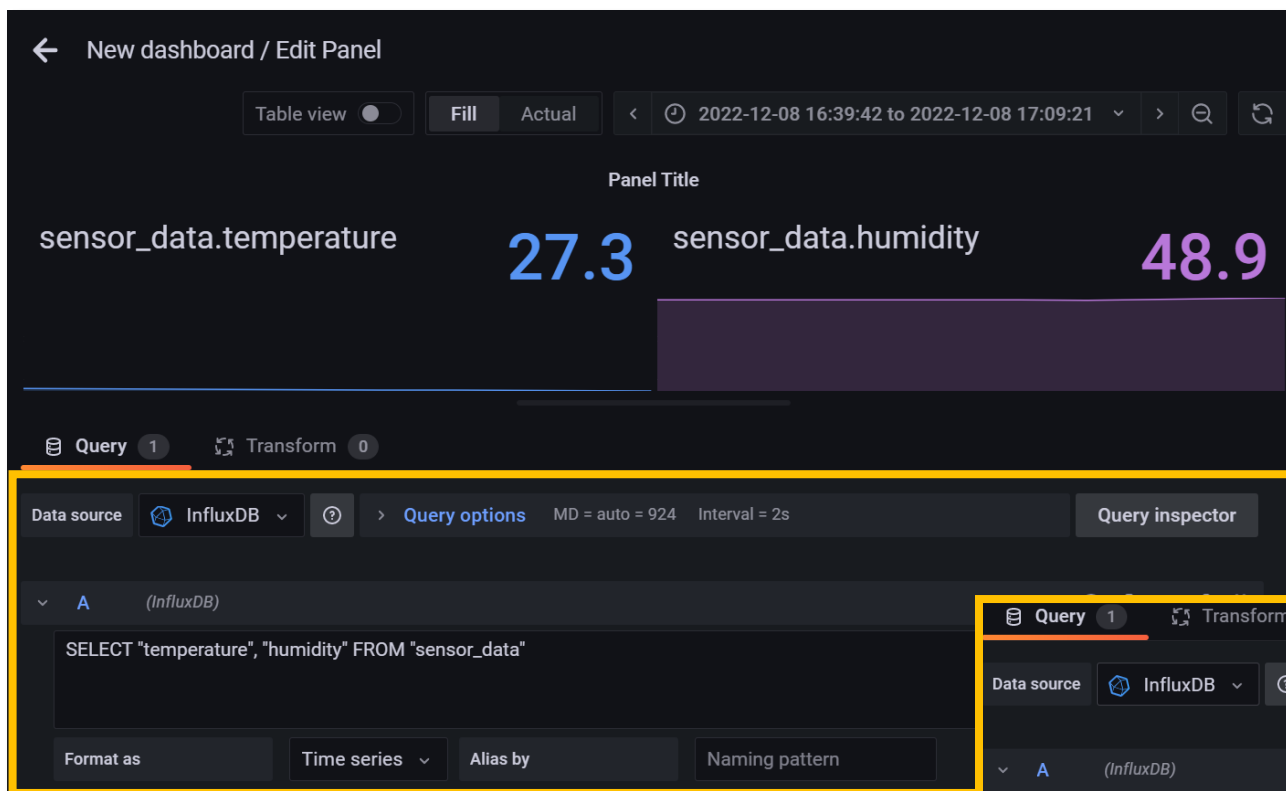 New dashboard / Edit Panel
Table view Fill Actual 2022-12-08 16:39:42 to 2022-12-08 17:09:21
Panel Title
sensor_data.temperature 27.3 sensor_data.humidity 48.9
Query 1 Transform 0
Data source InfluxDB Query options MD = auto = 924 Interval = 2s Query inspector
A (InfluxDB)
SELECT "temperature", "humidity" FROM "sensor_data"
Format as Time series Alias by Naming pattern
Query 1 Transform
Data source InfluxDB
A (InfluxDB)